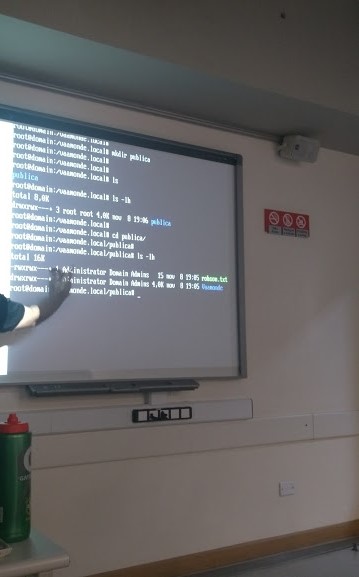 root@domain:/vaamonde.local#
root@domain:/vaamonde.local# mkdir publica
root@domain:/vaamonde.local#
root@domain:/vaamonde.local#
root@domain:/vaamonde.local# ls
publica
root@domain:/vaamonde.local# ls -lh
total 8,0K
drwxrwx---+ 3 root root 4,0K nov 8 19:06 publica
root@domain:/vaamonde.local#
root@domain:/vaamonde.local# cd publica/
root@domain:/vaamonde.local/publica#
root@domain:/vaamonde.local/publica# ls -lh
total 16K
-rwxrwx---+ Administrator Domain Admins 15 nov 8 19:05 robson.txt
drwxrwx---+ Administrator Domain Admins 4,0K nov 8 19:05 Vaamonde
root@domain:/vaamonde.local/publica# _